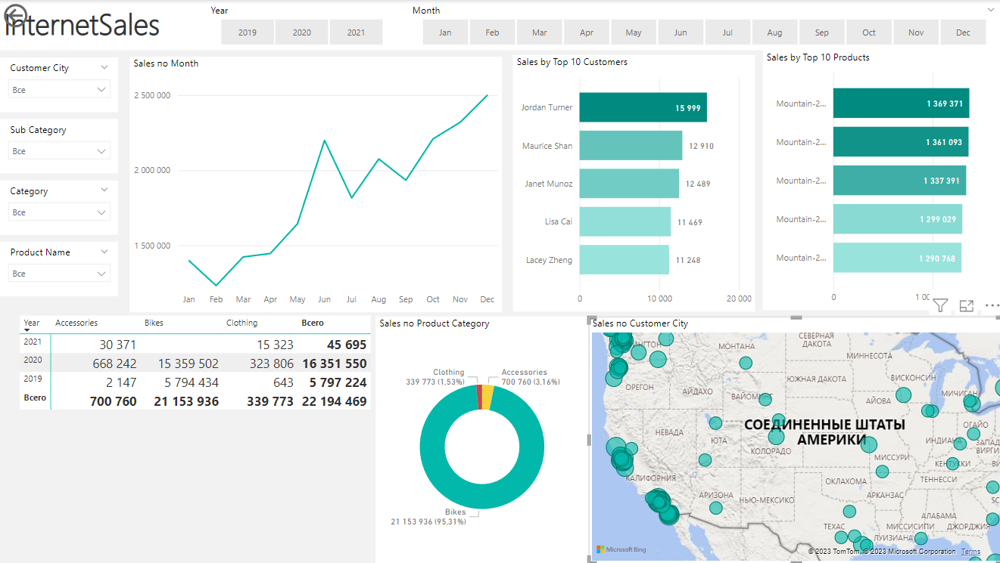 InternetSales
Year
2019 2020 2021
Month
Jan Feb Mar Apr May Jun Jul Aug Sep Oct Nov Dec
Customer City
Все
Sub Category
Все
Category
Все
Product Name
Все
Sales по Month
2 500 000
2 000 000
1 500 000
Jan Feb Mar Apr May Jun Jul Aug Sep Oct Nov Dec
Sales by Top 10 Customers
Jordan Turner 15 999
Maurice Shan 12 910
Janet Munoz 12 489
Lisa Cai 11 469
Lacey Zheng 11 248
0 10 000 20 000
Sales by Top 10 Products
Mountain-2... 1 369 371
Mountain-2... 1 361 093
Mountain-2... 1 337 391
Mountain-2... 1 299 029
Mountain-2... 1 290 768
0
Year Accessories Bikes Clothing Всего
2021 30 371 15 323 45 695
2020 668 242 15 359 502 323 806 16 351 550
2019 2 147 5 794 434 643 5 797 224
Всего 700 760 21 153 936 339 773 22 194 469
Sales по Product Category
Clothing
339 773 (1,53%)
Accessories
700 760 (3,16%)
Bikes
21 153 936 (95,31%)
Sales по Customer City
СЕВЕРНАЯ
ДАКОТА
МОНТАНА
МИННЕСОТА
ЮЖНАЯ ДАКОТА
ВИСКОНСИН
ОРЕГОН
АЙДАХО
ВАЙОМИНГ
АЙОВА
МИЧИГАН
СОЕДИНЕННЫЕ ШТАТЫ
АМЕРИКИ
ОГАЙО
НЕВАДА
ЮТА
КОЛОРАДО
ИНДИАНА
МИССУРИ
КЕНТУККИ
КАЛИФОРНИЯ
ОКЛАХОМА
ТЕННЕССИ
АРИЗОНА
НЬЮ-МЕКСИКО
АРКАНЗАС
АЛАБАМА
ТЕХАС
МИССИСИПИ
ДЖОРДЖИЯ
ЛУИЗИАНА
Microsoft Bing
© 2023 TomTom, © 2023 Microsoft Corporation Terms